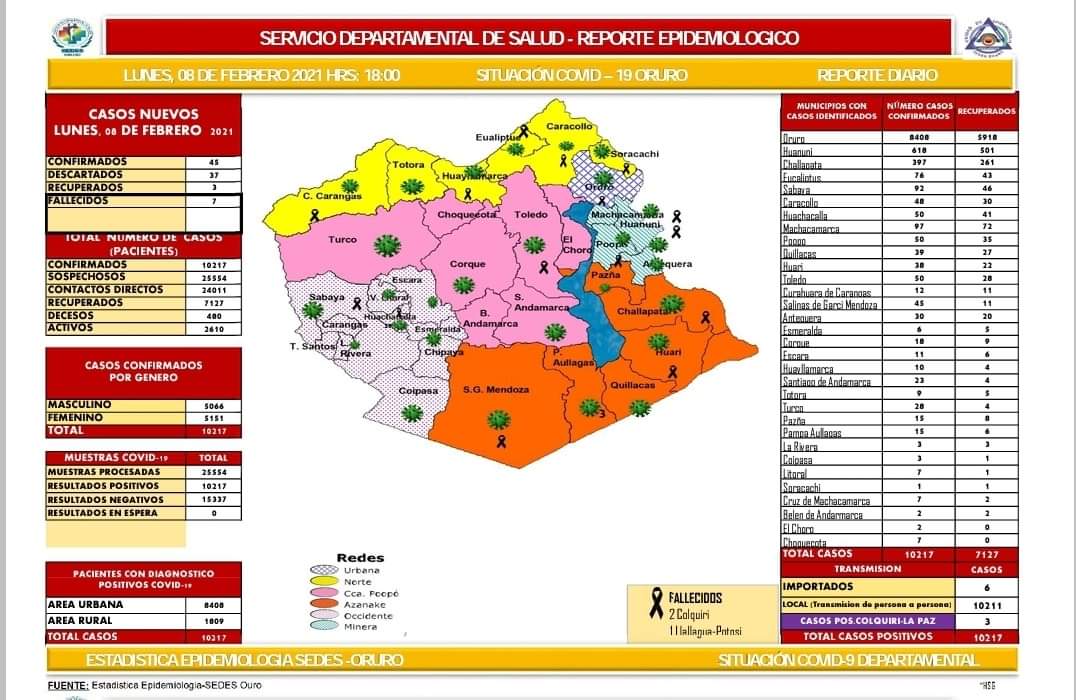 SERVICIO DEPARTAMENTAL DE SALUD - REPORTE EPIDEMIOLOGICO
LUNES, 08 DE FEBRERO 2021 HRS: 18:00 SITUACIÓN COVID – 19 ORURO REPORTE DIARIO
CASOS NUEVOS
LUNES, 08 DE FEBRERO 2021
CONFIRMADOS 45
DESCARTADOS 37
RECUPERADOS 3
FALLECIDOS 7
TOTAL NUMERO DE CASOS
(PACIENTES)
CONFIRMADOS 10217
SOSPECHOSOS 25554
CONTACTOS DIRECTOS 24011
RECUPERADOS 7127
DECESOS 480
ACTIVOS 2610
CASOS CONFIRMADOS
POR GENERO
MASCULINO 5066
FEMENINO 5151
TOTAL 10217
MUESTRAS COVID-19 TOTAL
MUESTRAS PROCESADAS 25554
RESULTADOS POSITIVOS 10217
RESULTADOS NEGATIVOS 15337
RESULTADOS EN ESPERA 0
PACIENTES CON DIAGNOSTICO
POSITIVOS COVID-19
AREA URBANA 8408
AREA RURAL 1809
TOTAL CASOS 10217
Caracollo
Eualiptus
Soracachi
Totora
Huayllamarca
Oruro
C. Carangas
Choquecota
Toledo
Machacamarca
Huanuni
Turco
El
Choro
Poopo
Antequera
Corque
Pazña
Escara
Sabaya
V. Litoral
S.
Andamarca
Challapata
Huachacalla
B.
Andamarca
Carangas
Esmeralda
T. Santos
L.
Rivera
Chipaya
P.
Aullagas
Huari
Coipasa
S.G. Mendoza
Quillacas
3
Redes
Urbana
Norte
Cca. Poopó
Azanake
Occidente
Minera
FALLECIDOS
2 Colquiri
1 Llallagua-Potosi
MUNICIPIOS CON CASOS IDENTIFICADOS NÚMERO CASOS CONFIRMADOS RECUPERADOS
Oruro 8408 5918
Huanuni 618 501
Challapata 397 261
Eucaliptus 76 43
Sabaya 92 46
Caracollo 48 30
Huachacalla 50 41
Machacamarca 97 72
Poopo 50 35
Quillacas 39 27
Huari 38 22
Toledo 50 28
Curahuara de Carangas 12 11
Salinas de Garci Mendoza 45 11
Antequera 30 20
Esmeralda 6 5
Corque 18 9
Escara 11 6
Huayllamarca 10 4
Santiago de Andamarca 23 4
Totora 9 5
Turco 28 4
Pazña 15 8
Pampa Aullagas 15 6
La Rivera 3 3
Coipasa 3 1
Litoral 7 1
Soracachi 1 1
Cruz de Machacamarca 7 2
Belen de Andarmarca 2 2
El Choro 2 0
Choquecota 7 0
TOTAL CASOS 10217 7127
TRANSMISION CASOS
IMPORTADOS 6
LOCAL (Transmision de persona a persona) 10211
CASOS POS.COLQUIRI-LA PAZ 3
TOTAL CASOS POSITIVOS 10217
ESTADISTICA EPIDEMIOLOGIA SEDES -ORURO SITUACIÓN COVID-9 DEPARTAMENTAL
FUENTE: Estadistica Epidemiologia-SEDES Ouro *HSG